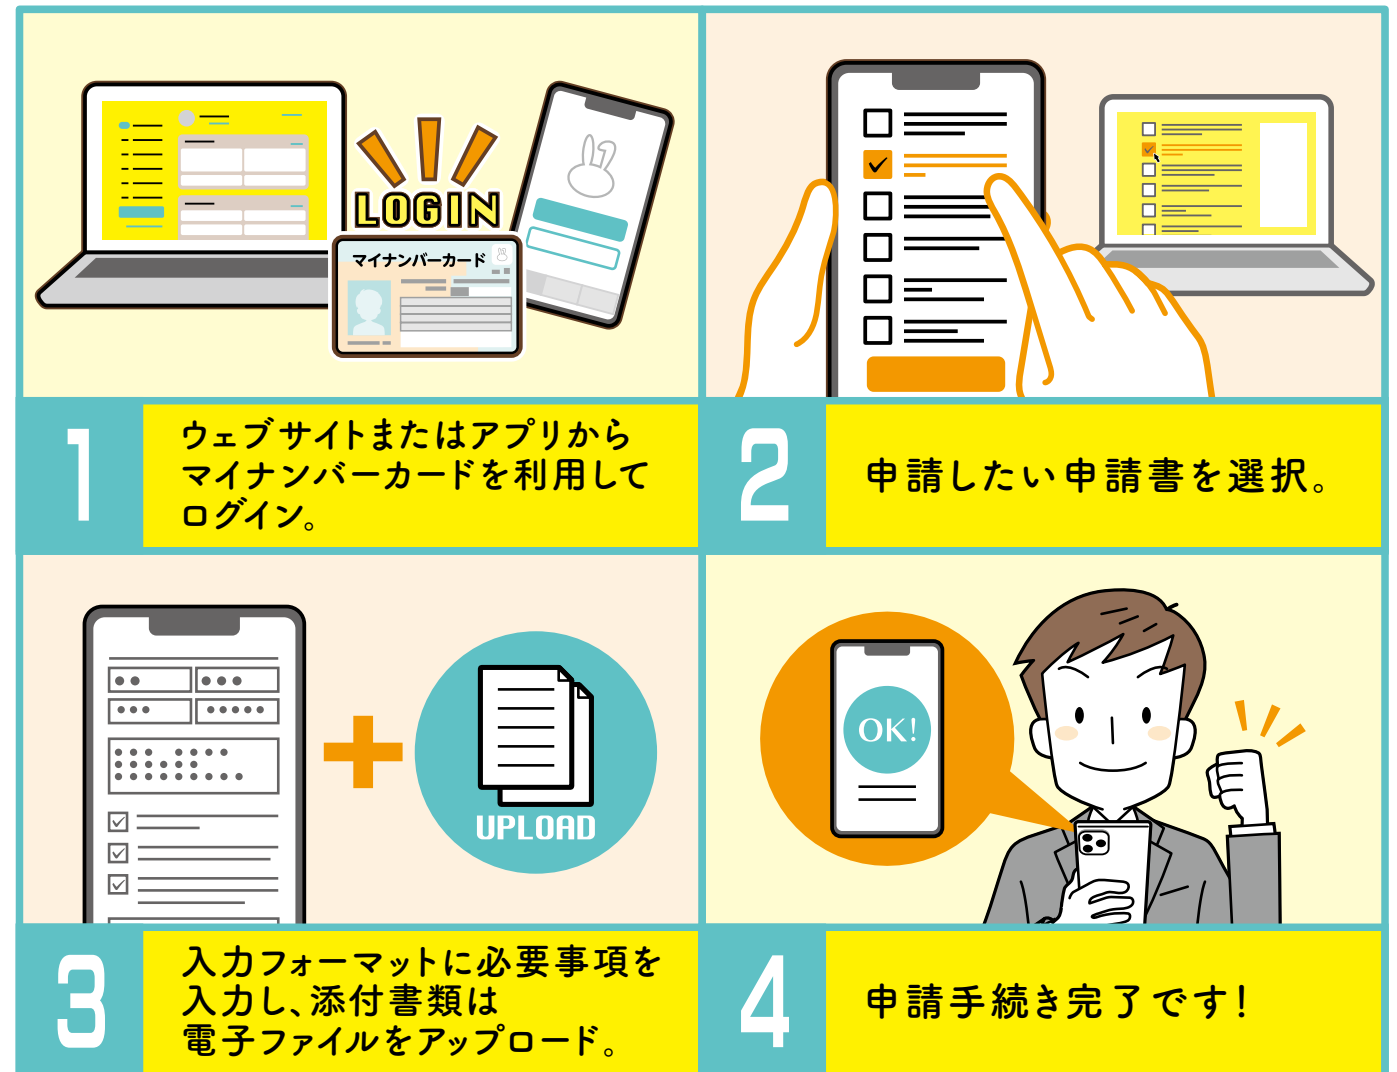 LOGIN
マイナンバーカード
1
ウェブサイトまたはアプリから
マイナンバーカードを利用して
ログイン。
2
申請したい申請書を選択。
UPLOAD
3
入力フォーマットに必要事項を
入力し、添付書類は
電子ファイルをアップロード。
OK!
4
申請手続き完了です！